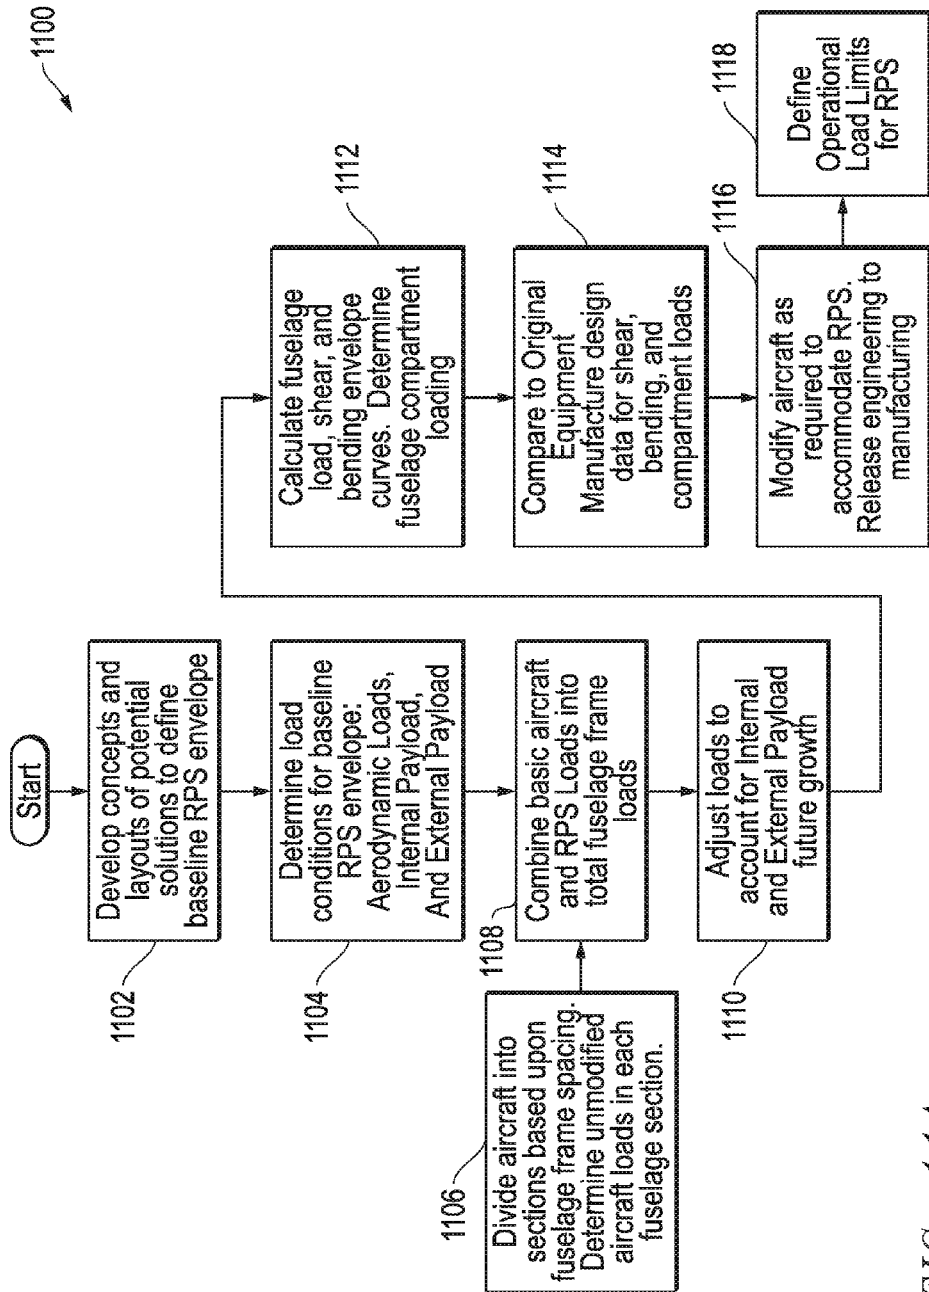 1100
Start
Develop concepts and
layouts of potential
solutions to define
baseline RPS envelope
1102
Determine load
conditions for baseline
RPS envelope:
Aerodynamic Loads,
Internal Payload,
And External Payload
1104
Divide aircraft into
sections based upon
fuselage frame spacing.
Determine unmodified
aircraft loads in each
fuselage section.
1106
Combine basic aircraft
and RPS Loads into
total fuselage frame
loads
1108
Adjust loads to
account for Internal
and External Payload
future growth
1110
Calculate fuselage
load, shear, and
bending envelope
curves. Determine
fuselage compartment
loading
1112
Compare to Original
Equipment
Manufacture design
data for shear,
bending, and
compartment loads
1114
Modify aircraft as
required to
accommodate RPS.
Release engineering to
manufacturing
1116
Define
Operational
Load Limits
for RPS
1118